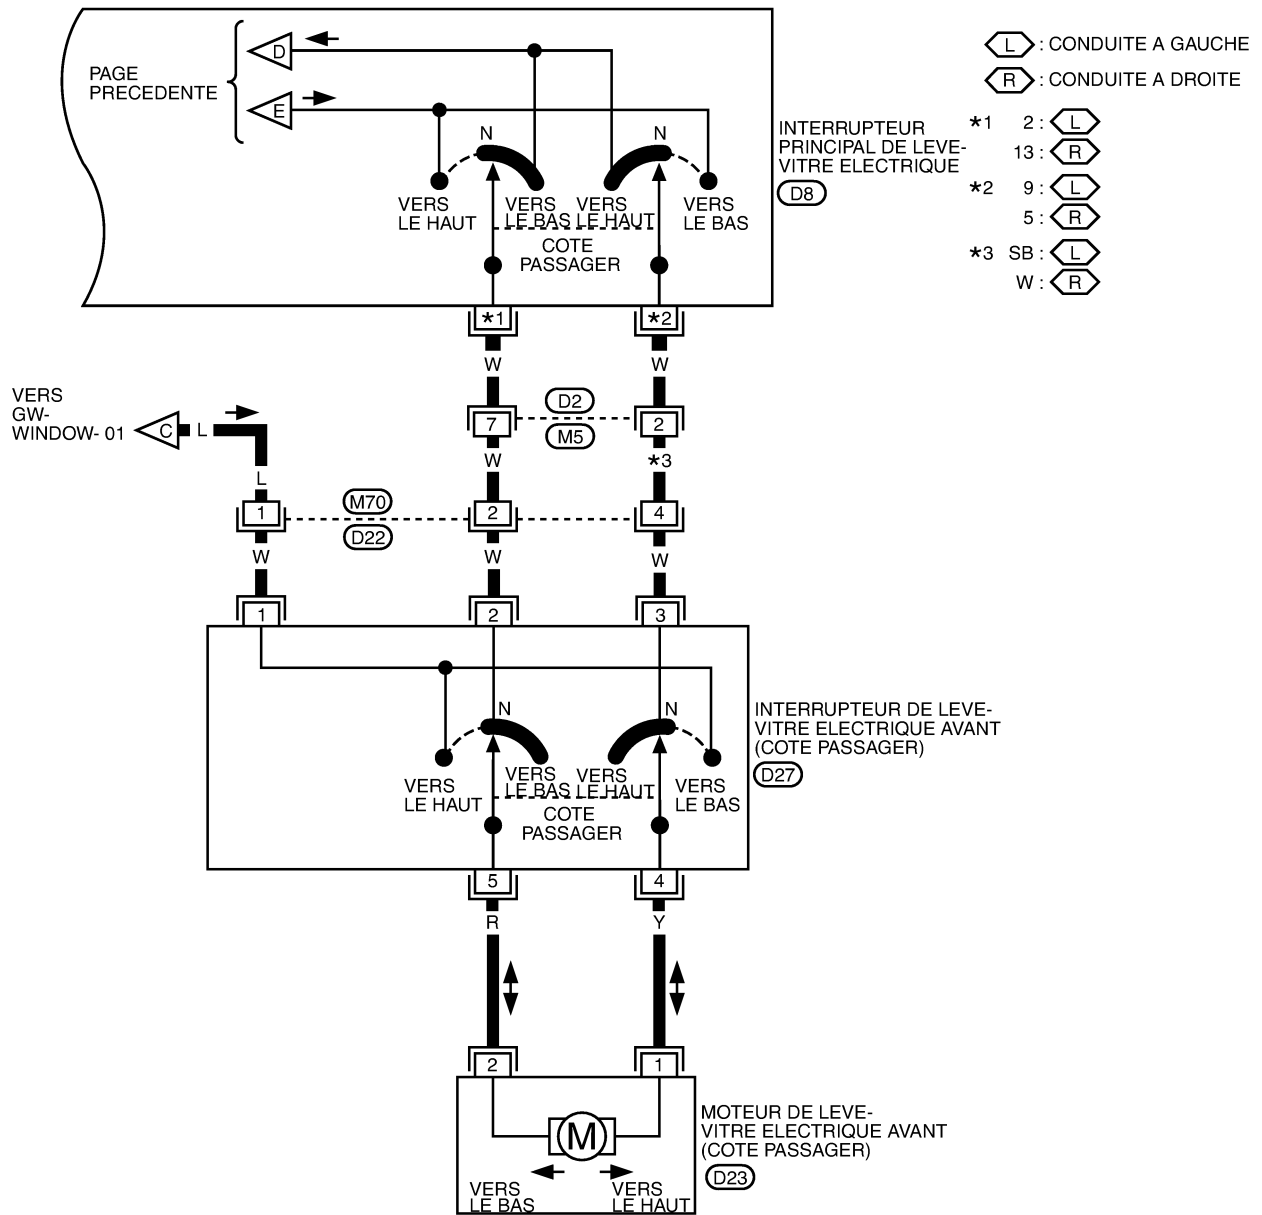 PAGE
PRECEDENTE
D
E
N
N
VERS
LE HAUT
VERS
LE BAS
VERS
LE HAUT
VERS
LE BAS
COTE
PASSAGER
INTERRUPTEUR
PRINCIPAL DE LEVE-
VITRE ELECTRIQUE
D8
L : CONDUITE A GAUCHE
R : CONDUITE A DROITE
*1 2 : L
13 : R
*2 9 : L
5 : R
*3 SB : L
W : R
*1
*2
W
W
VERS
GW-
WINDOW- 01
C
L
7
D2
M5
2
L
W
*3
1
M70
D22
2
4
W
W
W
1
2
3
N
N
VERS
LE HAUT
VERS
LE BAS
VERS
LE HAUT
VERS
LE BAS
COTE
PASSAGER
INTERRUPTEUR DE LEVE-
VITRE ELECTRIQUE AVANT
(COTE PASSAGER)
D27
5
4
R
Y
2
1
M
VERS
LE BAS
VERS
LE HAUT
MOTEUR DE LEVE-
VITRE ELECTRIQUE AVANT
(COTE PASSAGER)
D23